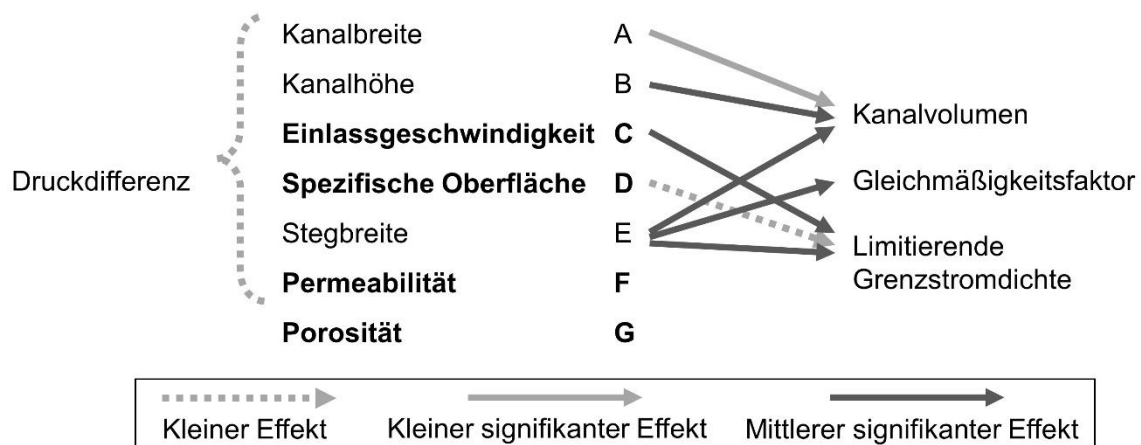 Kanalbreite A
Kanalhöhe B
Kanalvolumen
Einlassgeschwindigkeit C
Druckdifferenz
Spezifische Oberfläche D
Gleichmäßigkeitsfaktor
Stegbreite E
Limitierende
Grenzstromdichte
Permeabilität F
Porosität G
Kleiner Effekt
Kleiner signifikanter Effekt
Mittlerer signifikanter Effekt